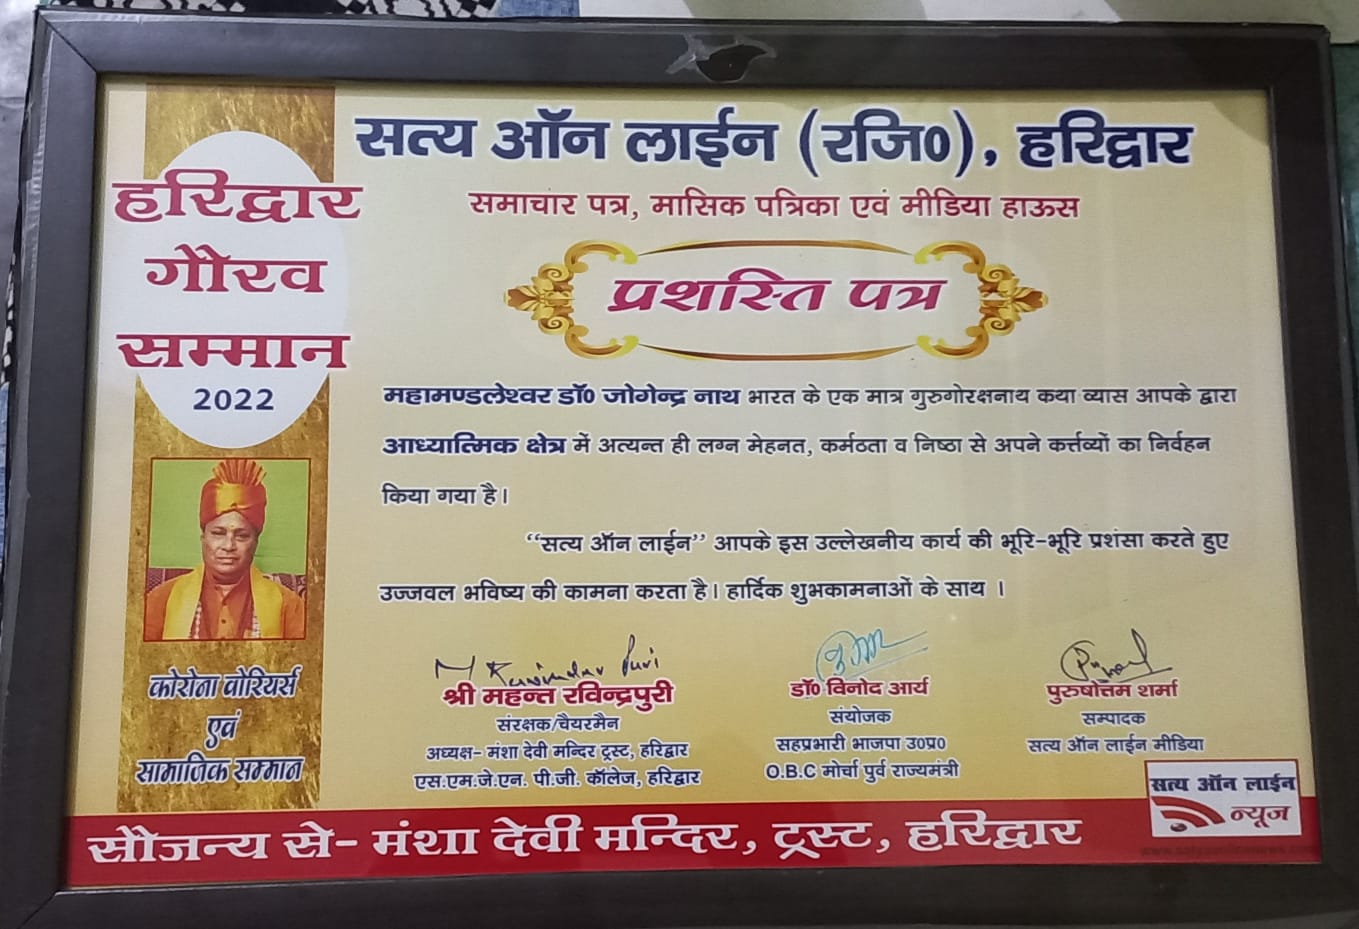 सत्य ऑन लाईन (रजि०), हरिद्वार
समाचार पत्र, मासिक पत्रिका एवं मीडिया हाऊस
हरिद्वार
गौरव
सम्मान
2022
प्रशस्ति पत्र
महामण्डलेश्वर डॉ० जोगेन्द्र नाथ भारत के एक मात्र गुरुगोरक्षनाथ कथा व्यास आपके द्वारा
आध्यात्मिक क्षेत्र में अत्यन्त ही लग्न मेहनत, कर्मठता व निष्ठा से अपने कर्त्तव्यों का निर्वहन
किया गया है।
“सत्य ऑन लाईन” आपके इस उल्लेखनीय कार्य की भूरि-भूरि प्रशंसा करते हुए
उज्जवल भविष्य की कामना करता है। हार्दिक शुभकामनाओं के साथ ।
कोरोना वोरियर्स
एवं
सामाजिक सम्मान
Ravinder Puri
श्री महन्त रविन्द्रपुरी
संरक्षक/चैयरमैन
अध्यक्ष- मंशा देवी मन्दिर ट्रस्ट, हरिद्वार
एस.एम.जे.एन. पी.जी. कॉलेज, हरिद्वार
डॉ० विनोद आर्य
संयोजक
सहप्रभारी भाजपा उ०प्र०
O.B.C मोर्चा पुर्व राज्यमंत्री
पुरुषोत्तम शर्मा
सम्पादक
सत्य ऑन लाईन मीडिया
सत्य ऑन लाईन
न्यूज
सौजन्य से- मंशा देवी मन्दिर, ट्रस्ट, हरिद्वार